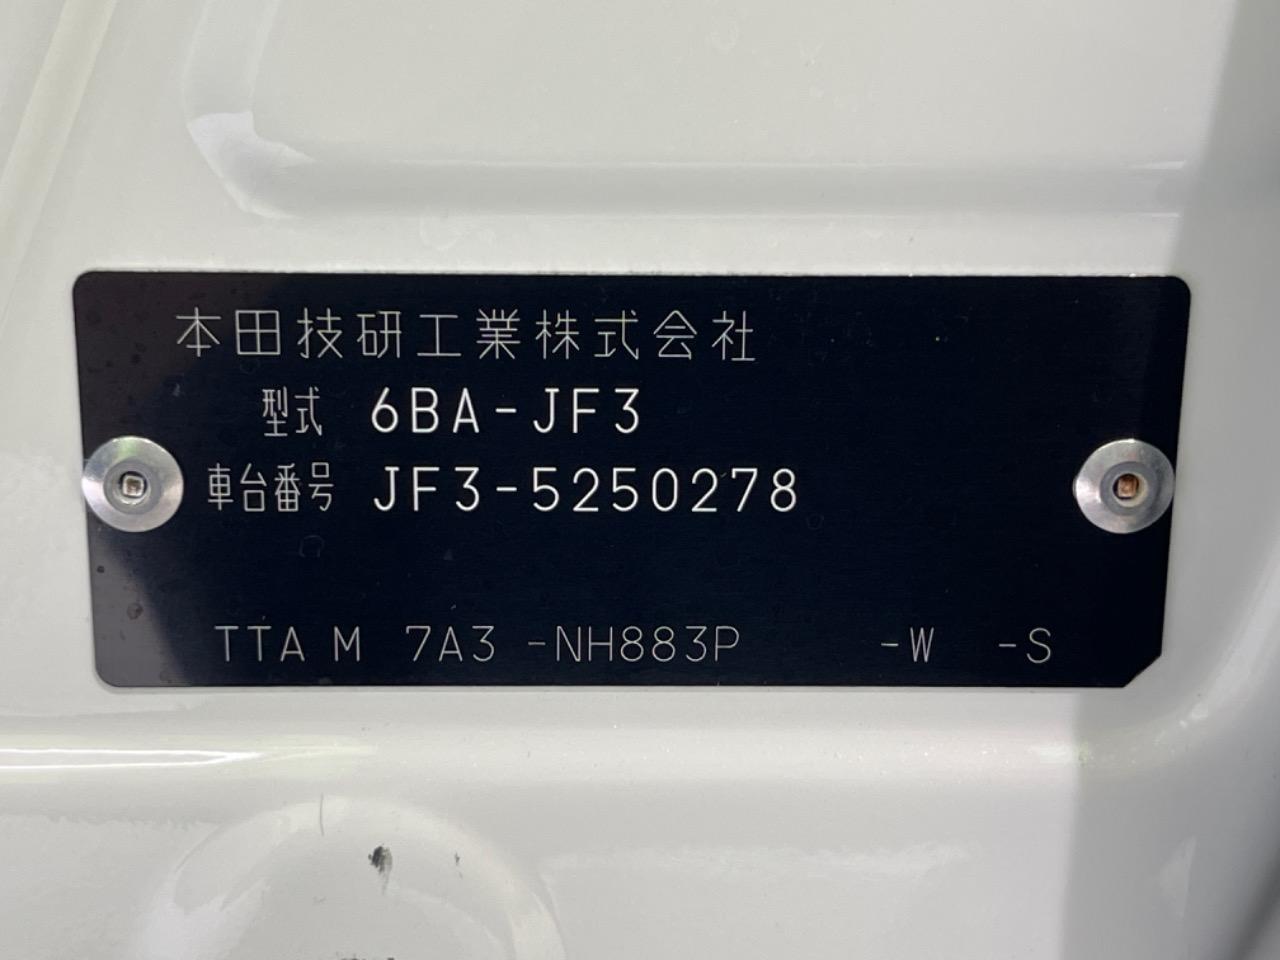 本田技研工業株式会社
型式 6BA-JF3
車台番号 JF3-5250278
TTA M 7A3 -NH883P -W -S